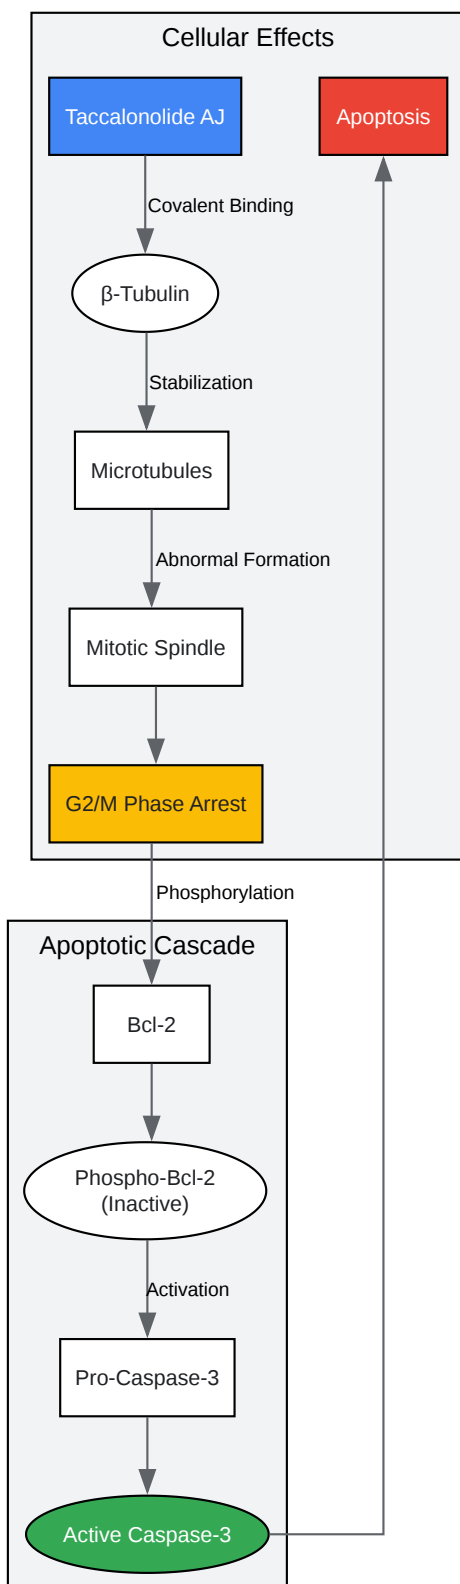 Cellular Effects
Taccalonolide AJ
Apoptosis
Covalent Binding
β-Tubulin
Stabilization
Microtubules
Abnormal Formation
Mitotic Spindle
G2/M Phase Arrest
Phosphorylation
Apoptotic Cascade
Bcl-2
Phospho-Bcl-2
(Inactive)
Activation
Pro-Caspase-3
Active Caspase-3